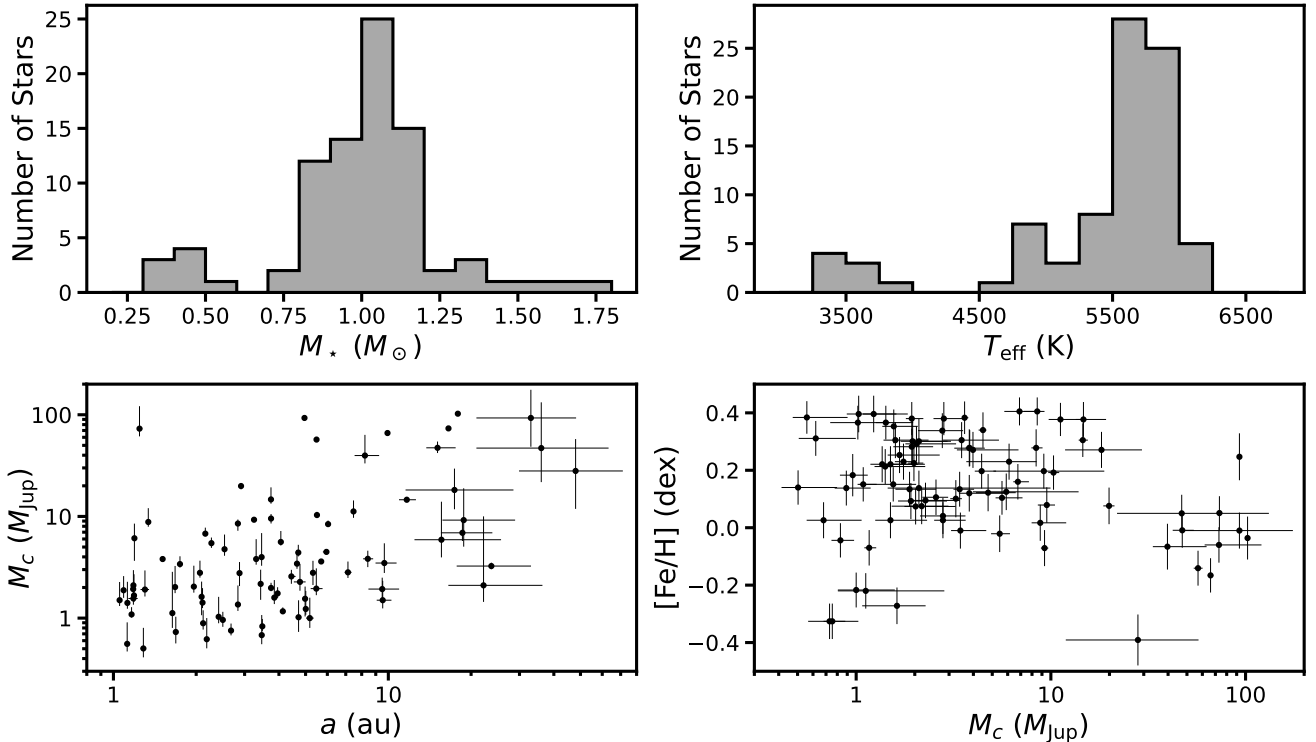 25
20
15
10
5
0
Number of Stars
0.25 0.50 0.75 1.00 1.25 1.50 1.75
M⋆ (M⊙)
25
20
15
10
5
0
Number of Stars
3500 4500 5500 6500
Teff (K)
100
10
1
Mc (MJup)
1 10
a (au)
0.4
0.2
0.0
−0.2
−0.4
[Fe/H] (dex)
1 10 100
Mc (MJup)